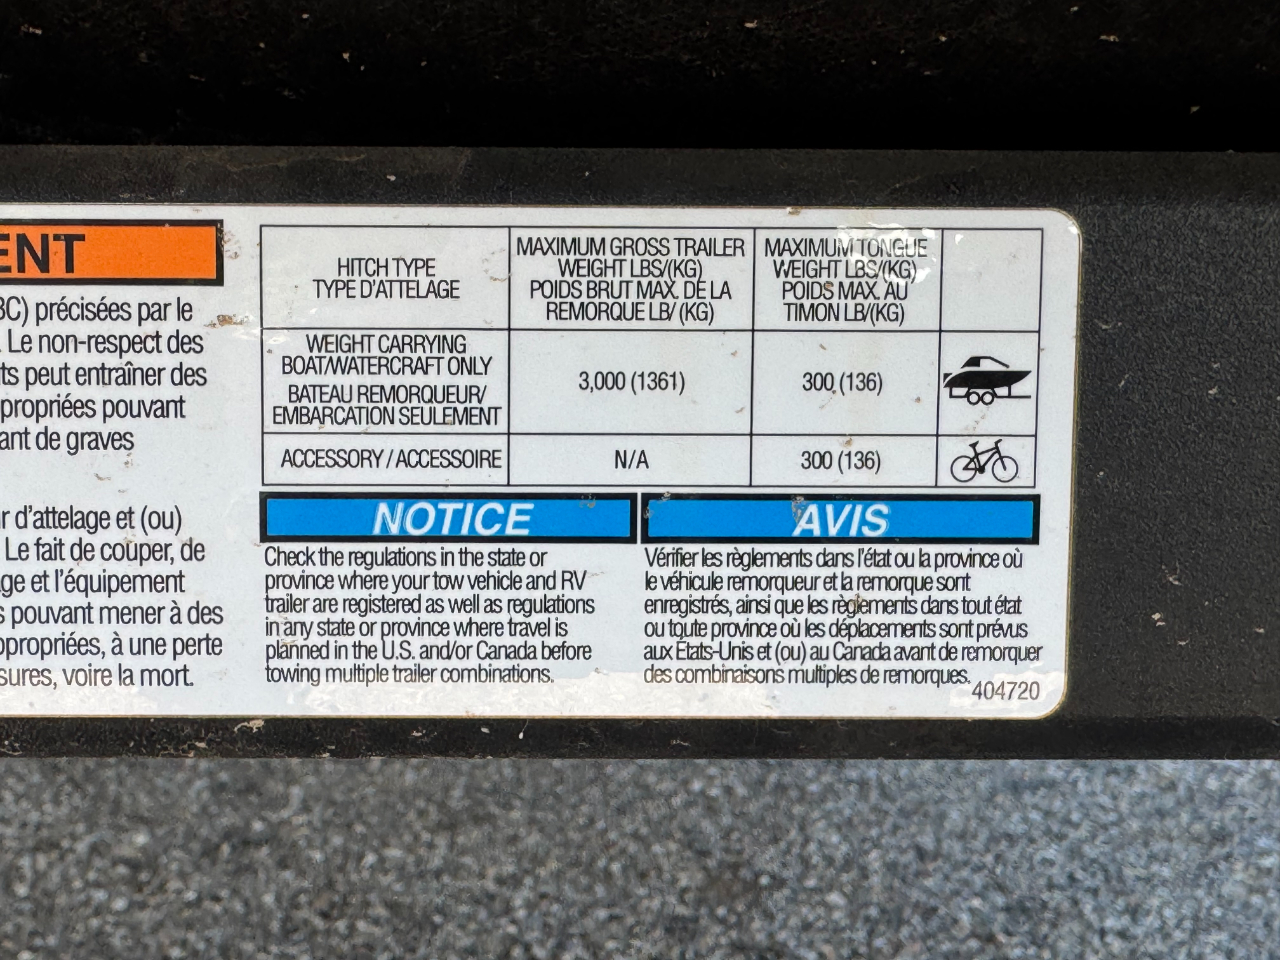 ENT
BC) précisées par le
. Le non-respect des
ts peut entraîner des
propriées pouvant
ant de graves
r d'attelage et (ou)
Le fait de couper, de
ge et l'équipement
s pouvant mener à des
ppropriées, à une perte
sures, voire la mort.
HITCH TYPE
TYPE D'ATTELAGE
MAXIMUM GROSS TRAILER
WEIGHT LBS/(KG)
POIDS BRUT MAX. DE LA
REMORQUE LB/ (KG)
MAXIMUM TONGUE
WEIGHT LBS/(KG)
POIDS MAX. AU
TIMON LB/(KG)
WEIGHT CARRYING
BOAT/WATERCRAFT ONLY
BATEAU REMORQUEUR/
EMBARCATION SEULEMENT
3,000 (1361)
300 (136)
ACCESSORY / ACCESSOIRE
N/A
300 (136)
NOTICE
Check the regulations in the state or
province where your tow vehicle and RV
trailer are registered as well as regulations
in any state or province where travel is
planned in the U.S. and/or Canada before
towing multiple trailer combinations.
AVIS
Vérifier les règlements dans l'état ou la province où
le véhicule remorqueur et la remorque sont
enregistrés, ainsi que les règlements dans tout état
ou toute province où les déplacements sont prévus
aux États-Unis et (ou) au Canada avant de remorquer
des combinaisons multiples de remorques.
404720